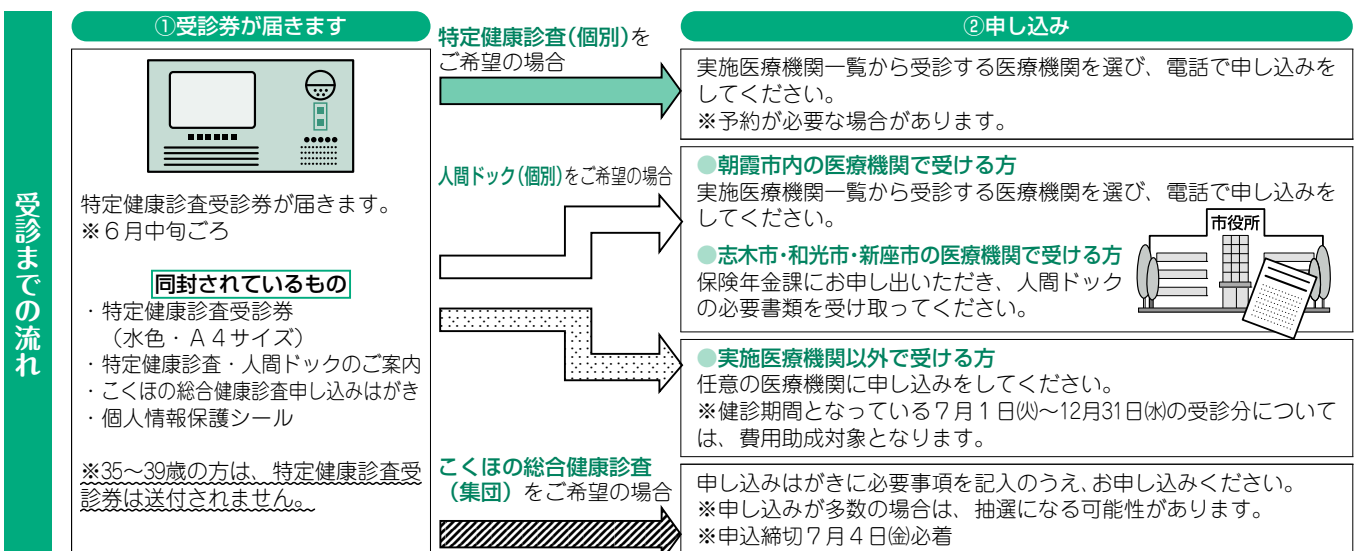 受診までの流れ
①受診券が届きます
特定健康診査受診券が届きます。
※６月中旬ごろ
同封されているもの
・特定健康診査受診券
（水色・Ａ４サイズ）
・特定健康診査・人間ドックのご案内
・こくほの総合健康診査申し込みはがき
・個人情報保護シール
※35～39歳の方は、特定健康診査受
診券は送付されません。
特定健康診査（個別）を
ご希望の場合
人間ドック（個別）をご希望の場合
こくほの総合健康診査
（集団）をご希望の場合
②申し込み
実施医療機関一覧から受診する医療機関を選び、電話で申し込みを
してください。
※予約が必要な場合があります。
●朝霞市内の医療機関で受ける方
実施医療機関一覧から受診する医療機関を選び、電話で申し込みを
してください。
市役所
●志木市・和光市・新座市の医療機関で受ける方
保険年金課にお申し出いただき、人間ドック
の必要書類を受け取ってください。
●実施医療機関以外で受ける方
任意の医療機関に申し込みをしてください。
※健診期間となっている７月１日㈫～12月31日㈬の受診分について
は、費用助成対象となります。
申し込みはがきに必要事項を記入のうえ、お申し込みください。
※申し込みが多数の場合は、抽選になる可能性があります。
※申込締切７月４日㈮必着